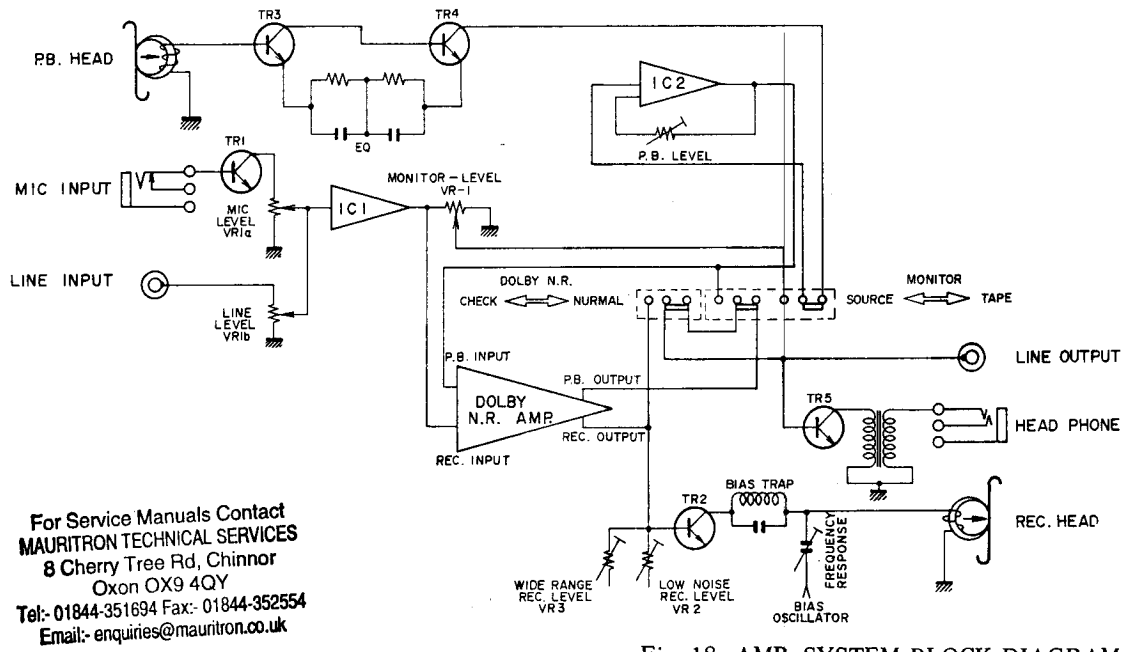 TR3
TR4
P.B. HEAD
EQ
IC2
P.B. LEVEL
TR1
MIC INPUT
MIC
LEVEL
VR1a
IC1
MONITOR-LEVEL
VR-1
LINE INPUT
LINE
LEVEL
VR1b
DOLBY N.R.
CHECK NORMAL
MONITOR
SOURCE TAPE
LINE OUTPUT
P.B. INPUT
P.B. OUTPUT
DOLBY
N.R. AMP.
REC. OUTPUT
REC. INPUT
TR5
HEAD PHONE
TR2
BIAS TRAP
REC. HEAD
FREQUENCY
RESPONSE
WIDE RANGE
REC. LEVEL
VR3
LOW NOISE
REC. LEVEL
VR2
BIAS
OSCILLATOR
For Service Manuals Contact
MAURITRON TECHNICAL SERVICES
8 Cherry Tree Rd, Chinnor
Oxon OX9 4QY
Tel:- 01844-351694 Fax:- 01844-352554
Email:- enquiries@mauritron.co.uk
Fig. 18 AMP. SYSTEM BLOCK DIAGRAM